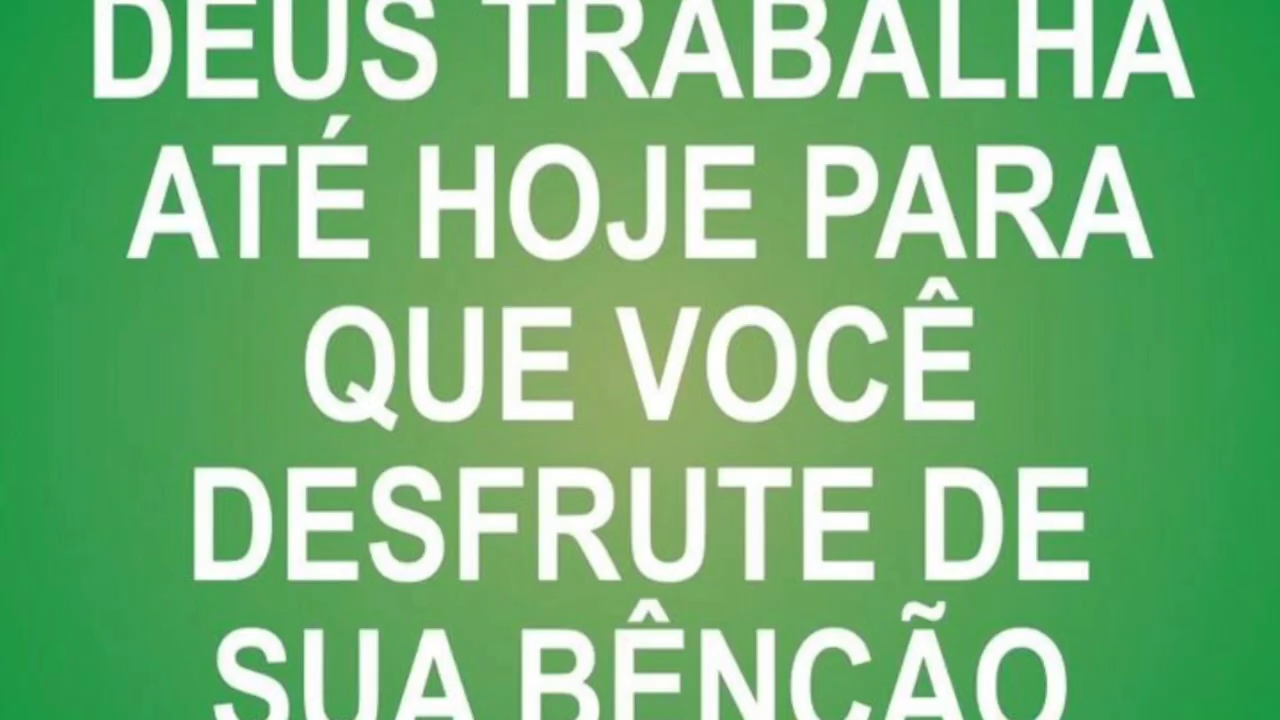 DEUS TRABALHA
ATÉ HOJE PARA
QUE VOCÊ
DESFRUTE DE
SUA BÊNÇÃO